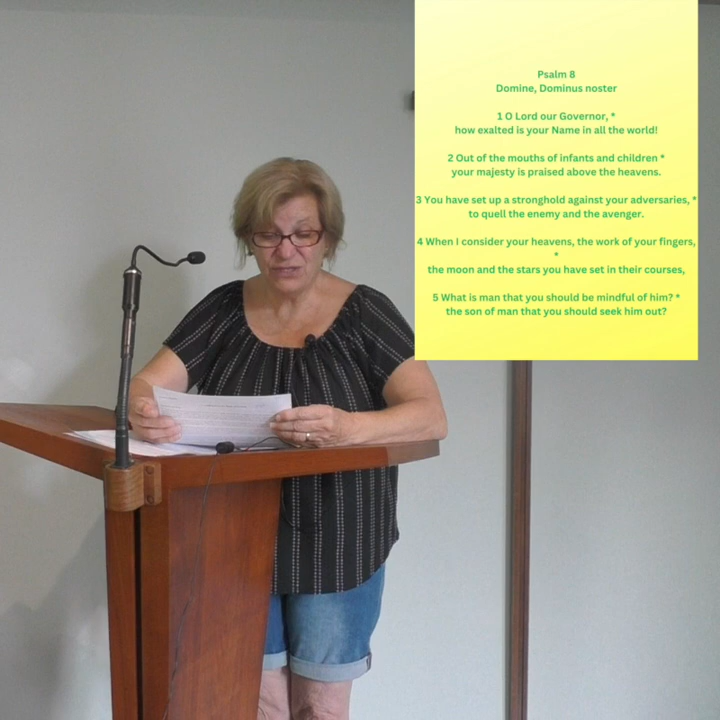 Psalm 8
Domine, Dominus noster
1 O Lord our Governor, *
how exalted is your Name in all the world!
2 Out of the mouths of infants and children *
your majesty is praised above the heavens.
3 You have set up a stronghold against your adversaries, *
to quell the enemy and the avenger.
4 When I consider your heavens, the work of your fingers,
*
the moon and the stars you have set in their courses,
5 What is man that you should be mindful of him? *
the son of man that you should seek him out?